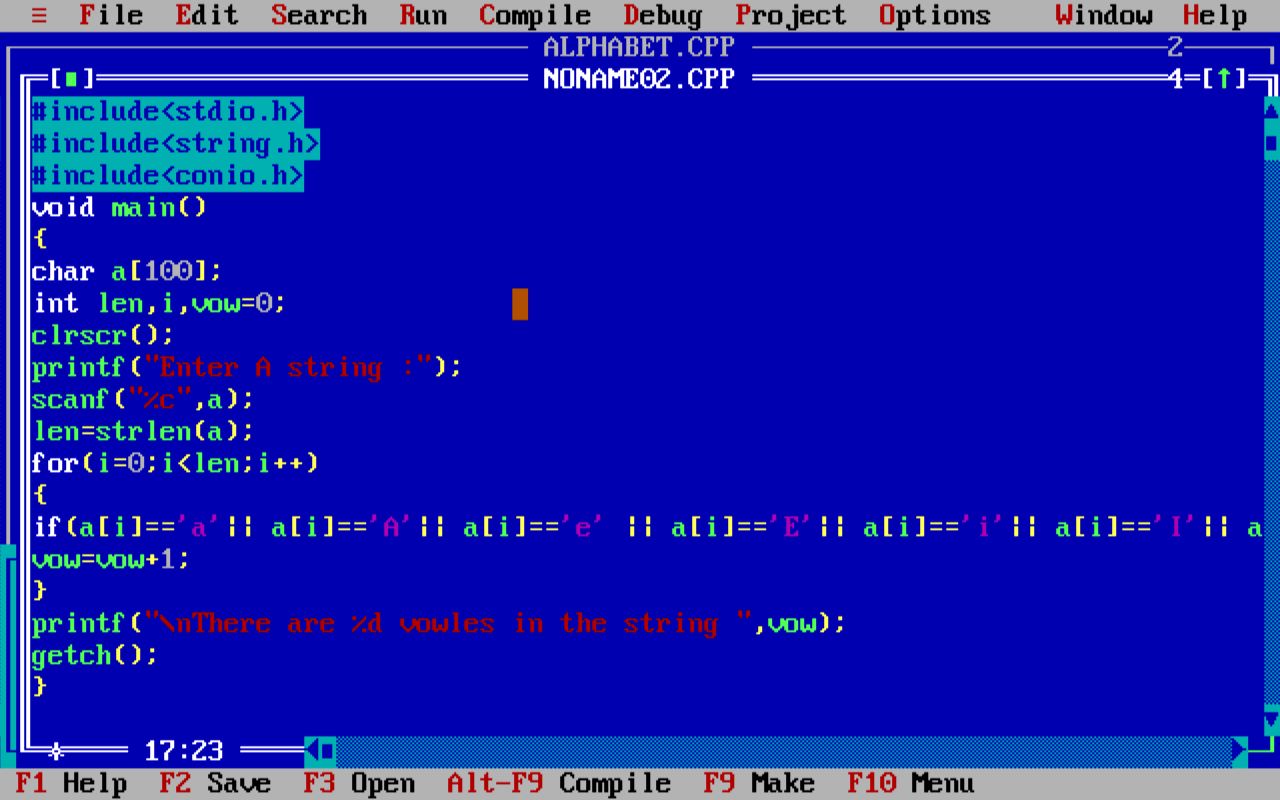 ≡ File Edit Search Run Compile Debug Project Options Window Help
ALPHABET.CPP 2
[■] NONAME02.CPP 4=[↑]
#include<stdio.h>
#include<string.h>
#include<conio.h>
void main()
{
char a[100];
int len,i,vow=0;
clrscr();
printf("Enter A string :");
scanf("%c",a);
len=strlen(a);
for(i=0;i<len;i++)
{
if(a[i]=='a'|| a[i]=='A'|| a[i]=='e' || a[i]=='E'|| a[i]=='i'|| a[i]=='I'|| a
vow=vow+1;
}
printf("\nThere are %d vowles in the string ",vow);
getch();
}
17:23
F1 Help F2 Save F3 Open Alt-F9 Compile F9 Make F10 Menu